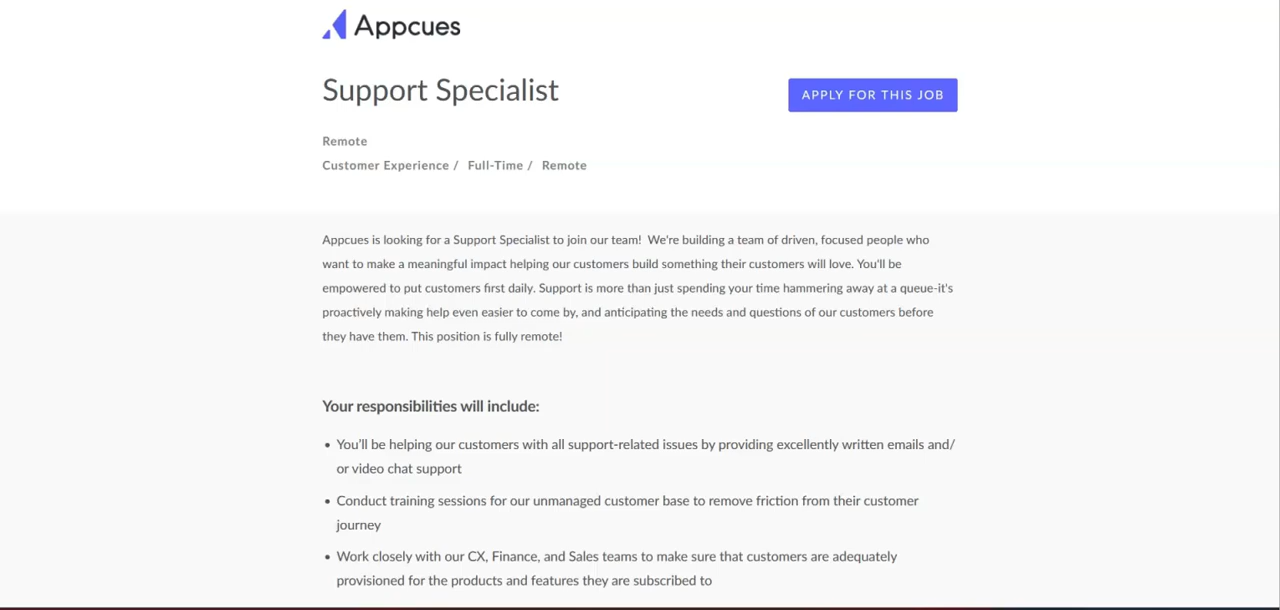 Appcues
Support Specialist
APPLY FOR THIS JOB
Remote
Customer Experience / Full-Time / Remote
Appcues is looking for a Support Specialist to join our team!  We're building a team of driven, focused people who
want to make a meaningful impact helping our customers build something their customers will love. You'll be
empowered to put customers first daily. Support is more than just spending your time hammering away at a queue-it's
proactively making help even easier to come by, and anticipating the needs and questions of our customers before
they have them. This position is fully remote!
Your responsibilities will include:
• You'll be helping our customers with all support-related issues by providing excellently written emails and/
or video chat support
• Conduct training sessions for our unmanaged customer base to remove friction from their customer
journey
• Work closely with our CX, Finance, and Sales teams to make sure that customers are adequately
provisioned for the products and features they are subscribed to